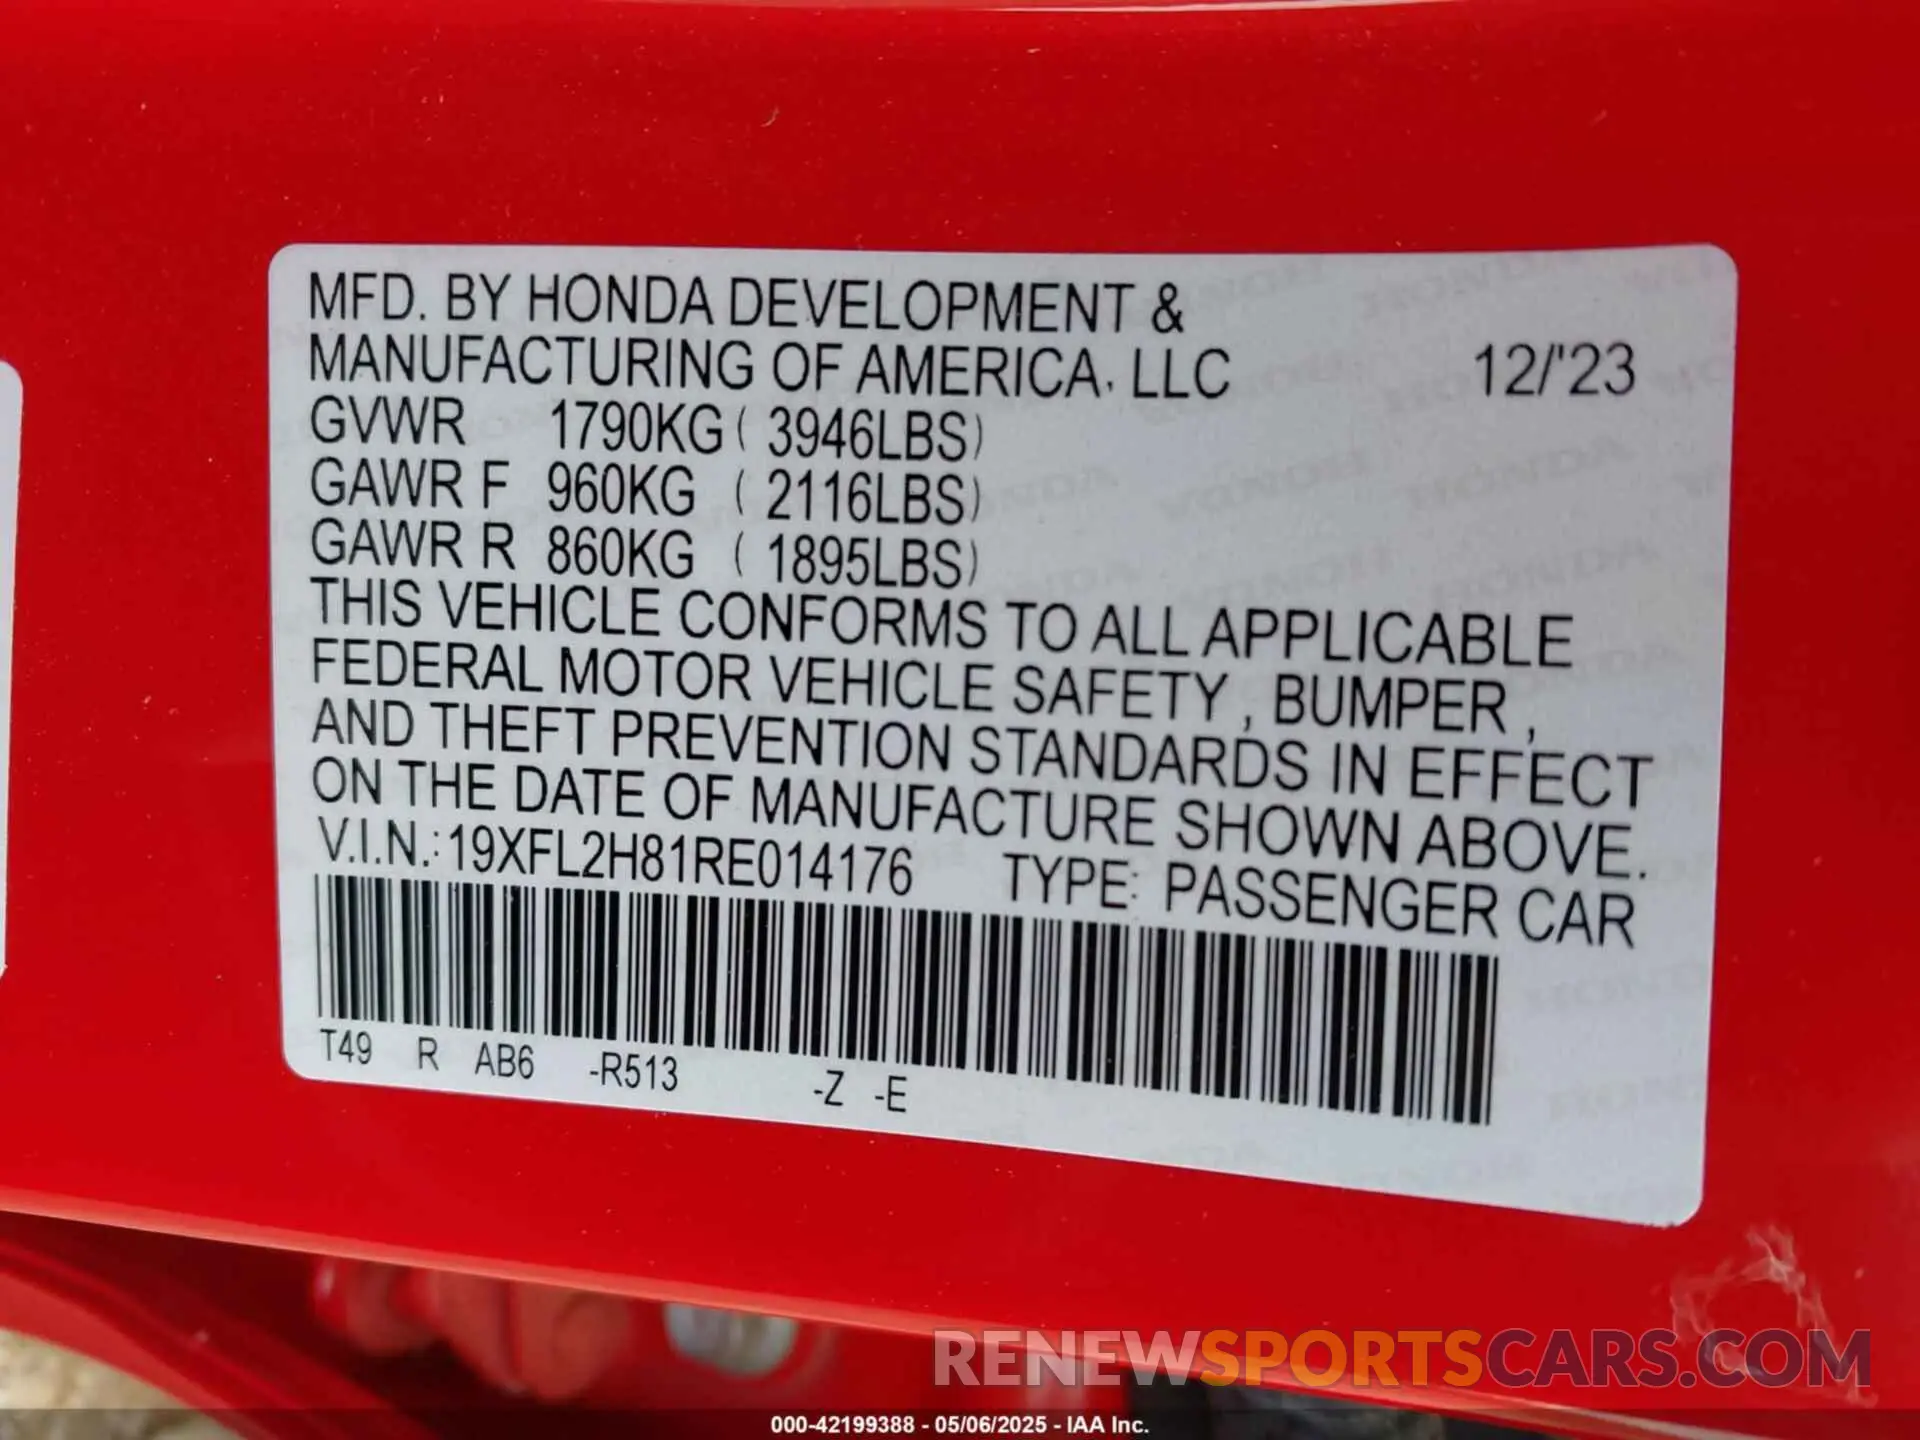 MFD. BY HONDA DEVELOPMENT &
MANUFACTURING OF AMERICA, LLC 12/'23
GVWR 1790KG ( 3946LBS)
GAWR F 960KG ( 2116LBS)
GAWR R 860KG ( 1895LBS)
THIS VEHICLE CONFORMS TO ALL APPLICABLE
FEDERAL MOTOR VEHICLE SAFETY , BUMPER ,
AND THEFT PREVENTION STANDARDS IN EFFECT
ON THE DATE OF MANUFACTURE SHOWN ABOVE.
V.I.N.: 19XFL2H81RE014176 TYPE: PASSENGER CAR
T49 R AB6 -R513 -Z -E
RENEWSPORTSCARS.COM
000-42199388 - 05/06/2025 - IAA Inc.